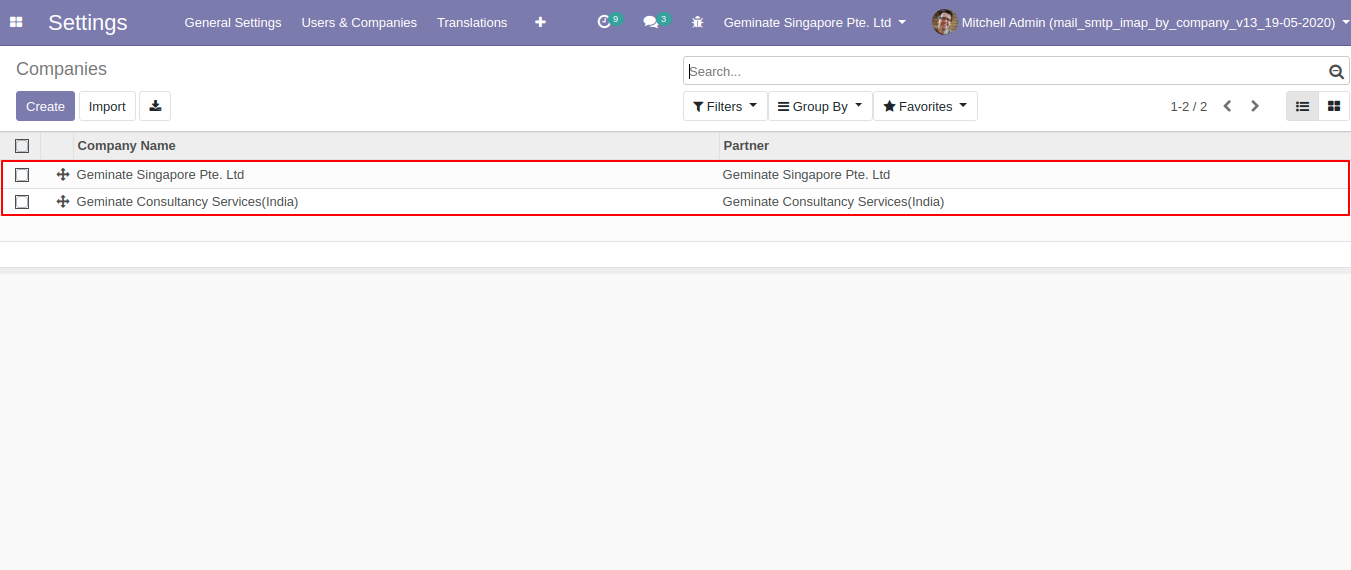 Settings General Settings Users & Companies Translations 9 3 Geminate Singapore Pte. Ltd Mitchell Admin (mail_smtp_imap_by_company_v13_19-05-2020)
Companies Search...
Create Import Filters Group By Favorites 1-2 / 2
Company Name Partner
Geminate Singapore Pte. Ltd Geminate Singapore Pte. Ltd
Geminate Consultancy Services(India) Geminate Consultancy Services(India)